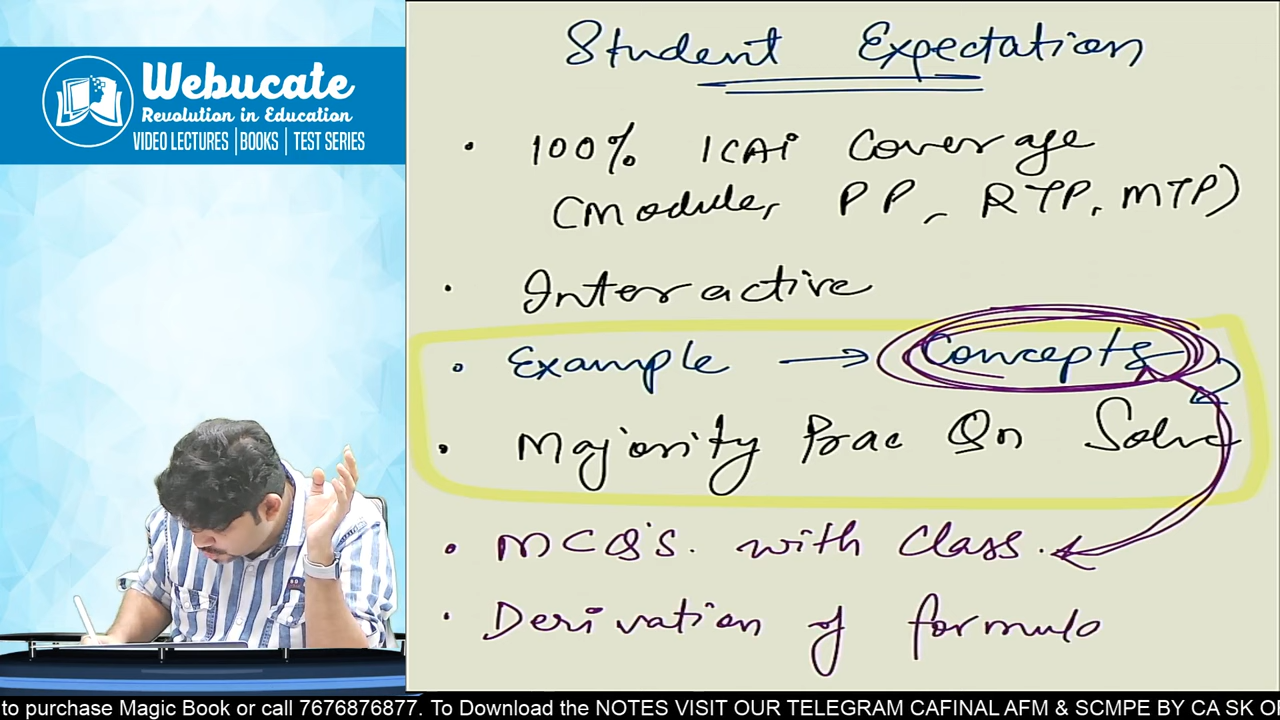 Webucate
Revolution in Education
VIDEO LECTURES | BOOKS | TEST SERIES
Student Expectation
• 100% ICAi Coverage
(Module, PP, RTP, MTP)
• Interactive
• Example → Concepts
• Majority Prac Qn Solve
• MCQ's. with Class.
• Derivation of formula
to purchase Magic Book or call 7676876877. To Download the NOTES VISIT OUR TELEGRAM CAFINAL AFM & SCMPE BY CA SK O